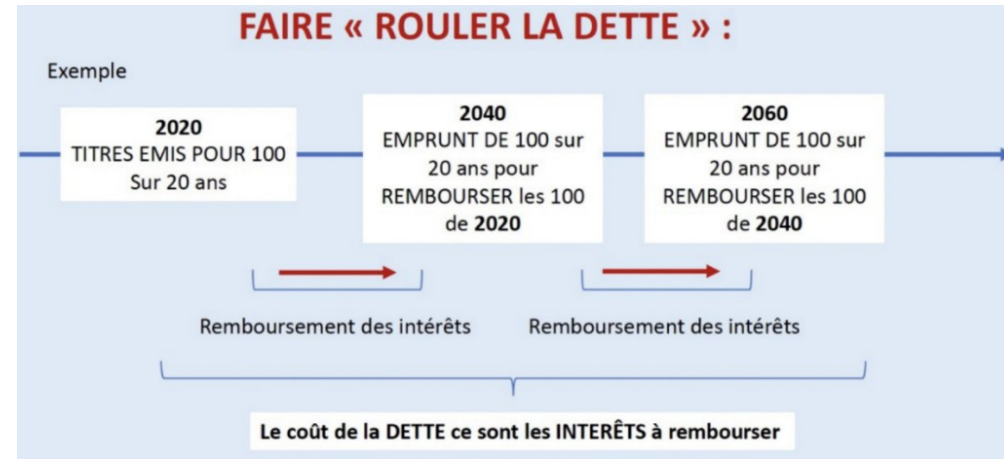 FAIRE « ROULER LA DETTE » :
Exemple
2020
TITRES EMIS POUR 100
Sur 20 ans
2040
EMPRUNT DE 100 sur
20 ans pour
REMBOURSER les 100
de 2020
2060
EMPRUNT DE 100 sur
20 ans pour
REMBOURSER les 100
de 2040
Remboursement des intérêts
Remboursement des intérêts
Le coût de la DETTE ce sont les INTERÊTS à rembourser